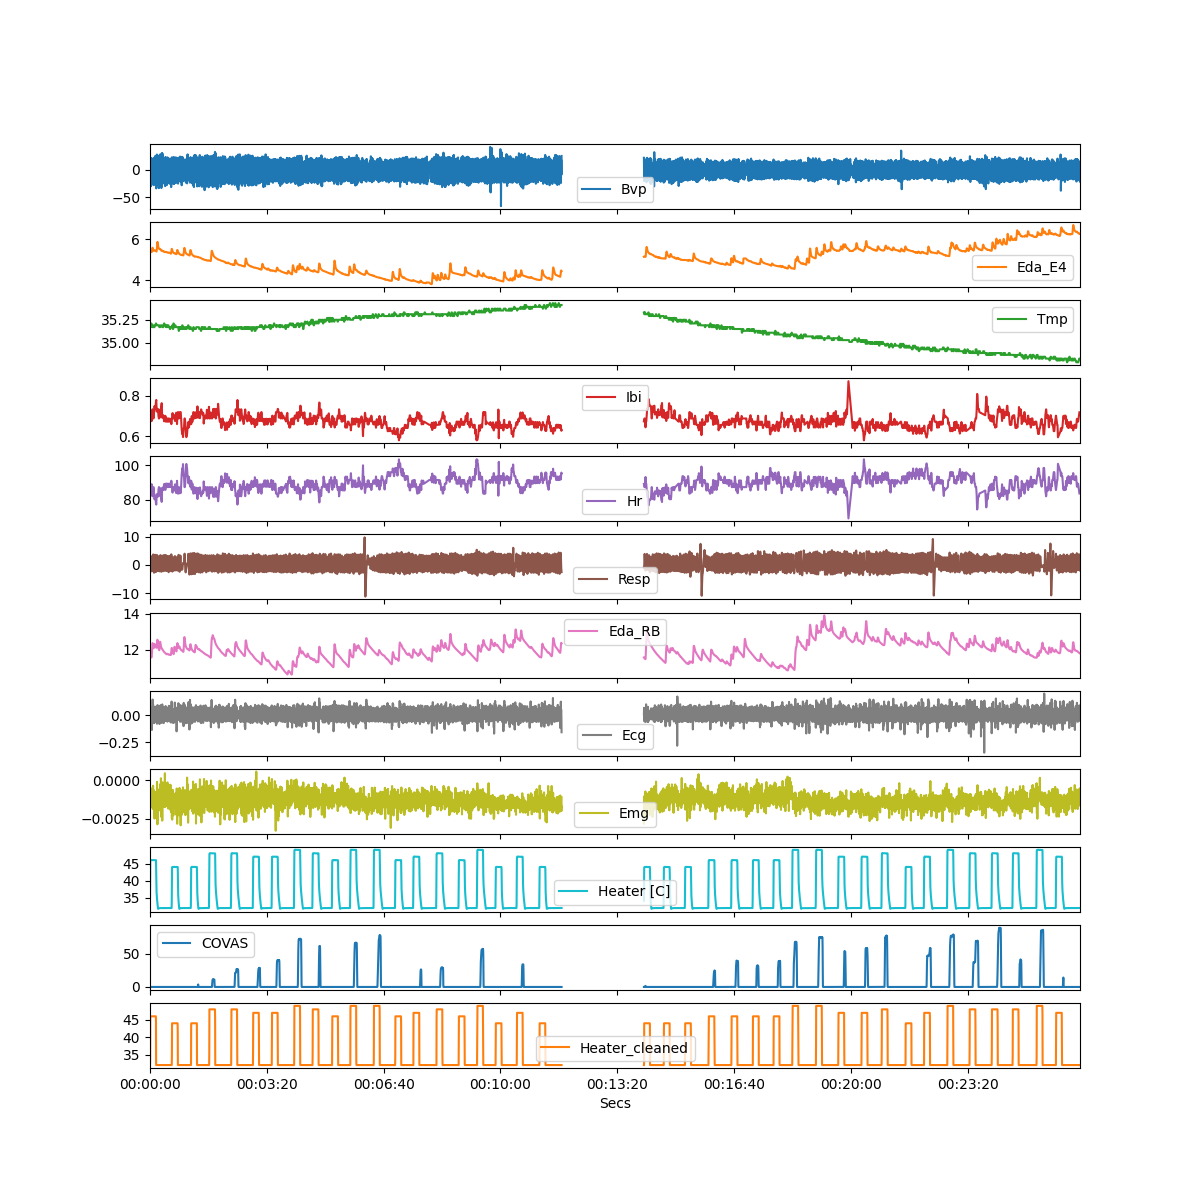 0
−50
Bvp
6
4
Eda_E4
35.25
35.00
Tmp
0.8
0.6
Ibi
100
80
Hr
10
0
−10
Resp
14
12
Eda_RB
0.00
−0.25
Ecg
0.0000
−0.0025
Emg
45
40
35
Heater [C]
50
0
COVAS
45
40
35
Heater_cleaned
00:00:00 00:03:20 00:06:40 00:10:00 00:13:20 00:16:40 00:20:00 00:23:20
Secs